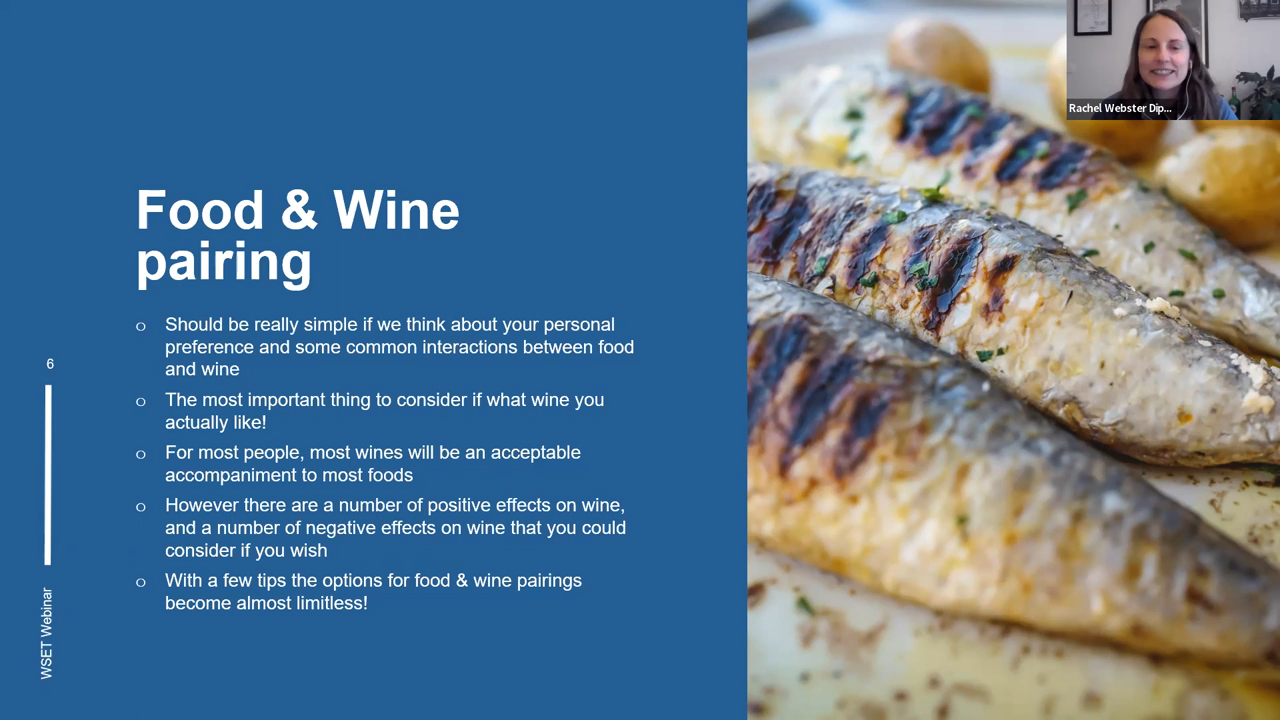 Food & Wine
pairing
o Should be really simple if we think about your personal
preference and some common interactions between food
and wine
o The most important thing to consider if what wine you
actually like!
o For most people, most wines will be an acceptable
accompaniment to most foods
o However there are a number of positive effects on wine,
and a number of negative effects on wine that you could
consider if you wish
o With a few tips the options for food & wine pairings
become almost limitless!
6
WSET Webinar
Rachel Webster Dip...